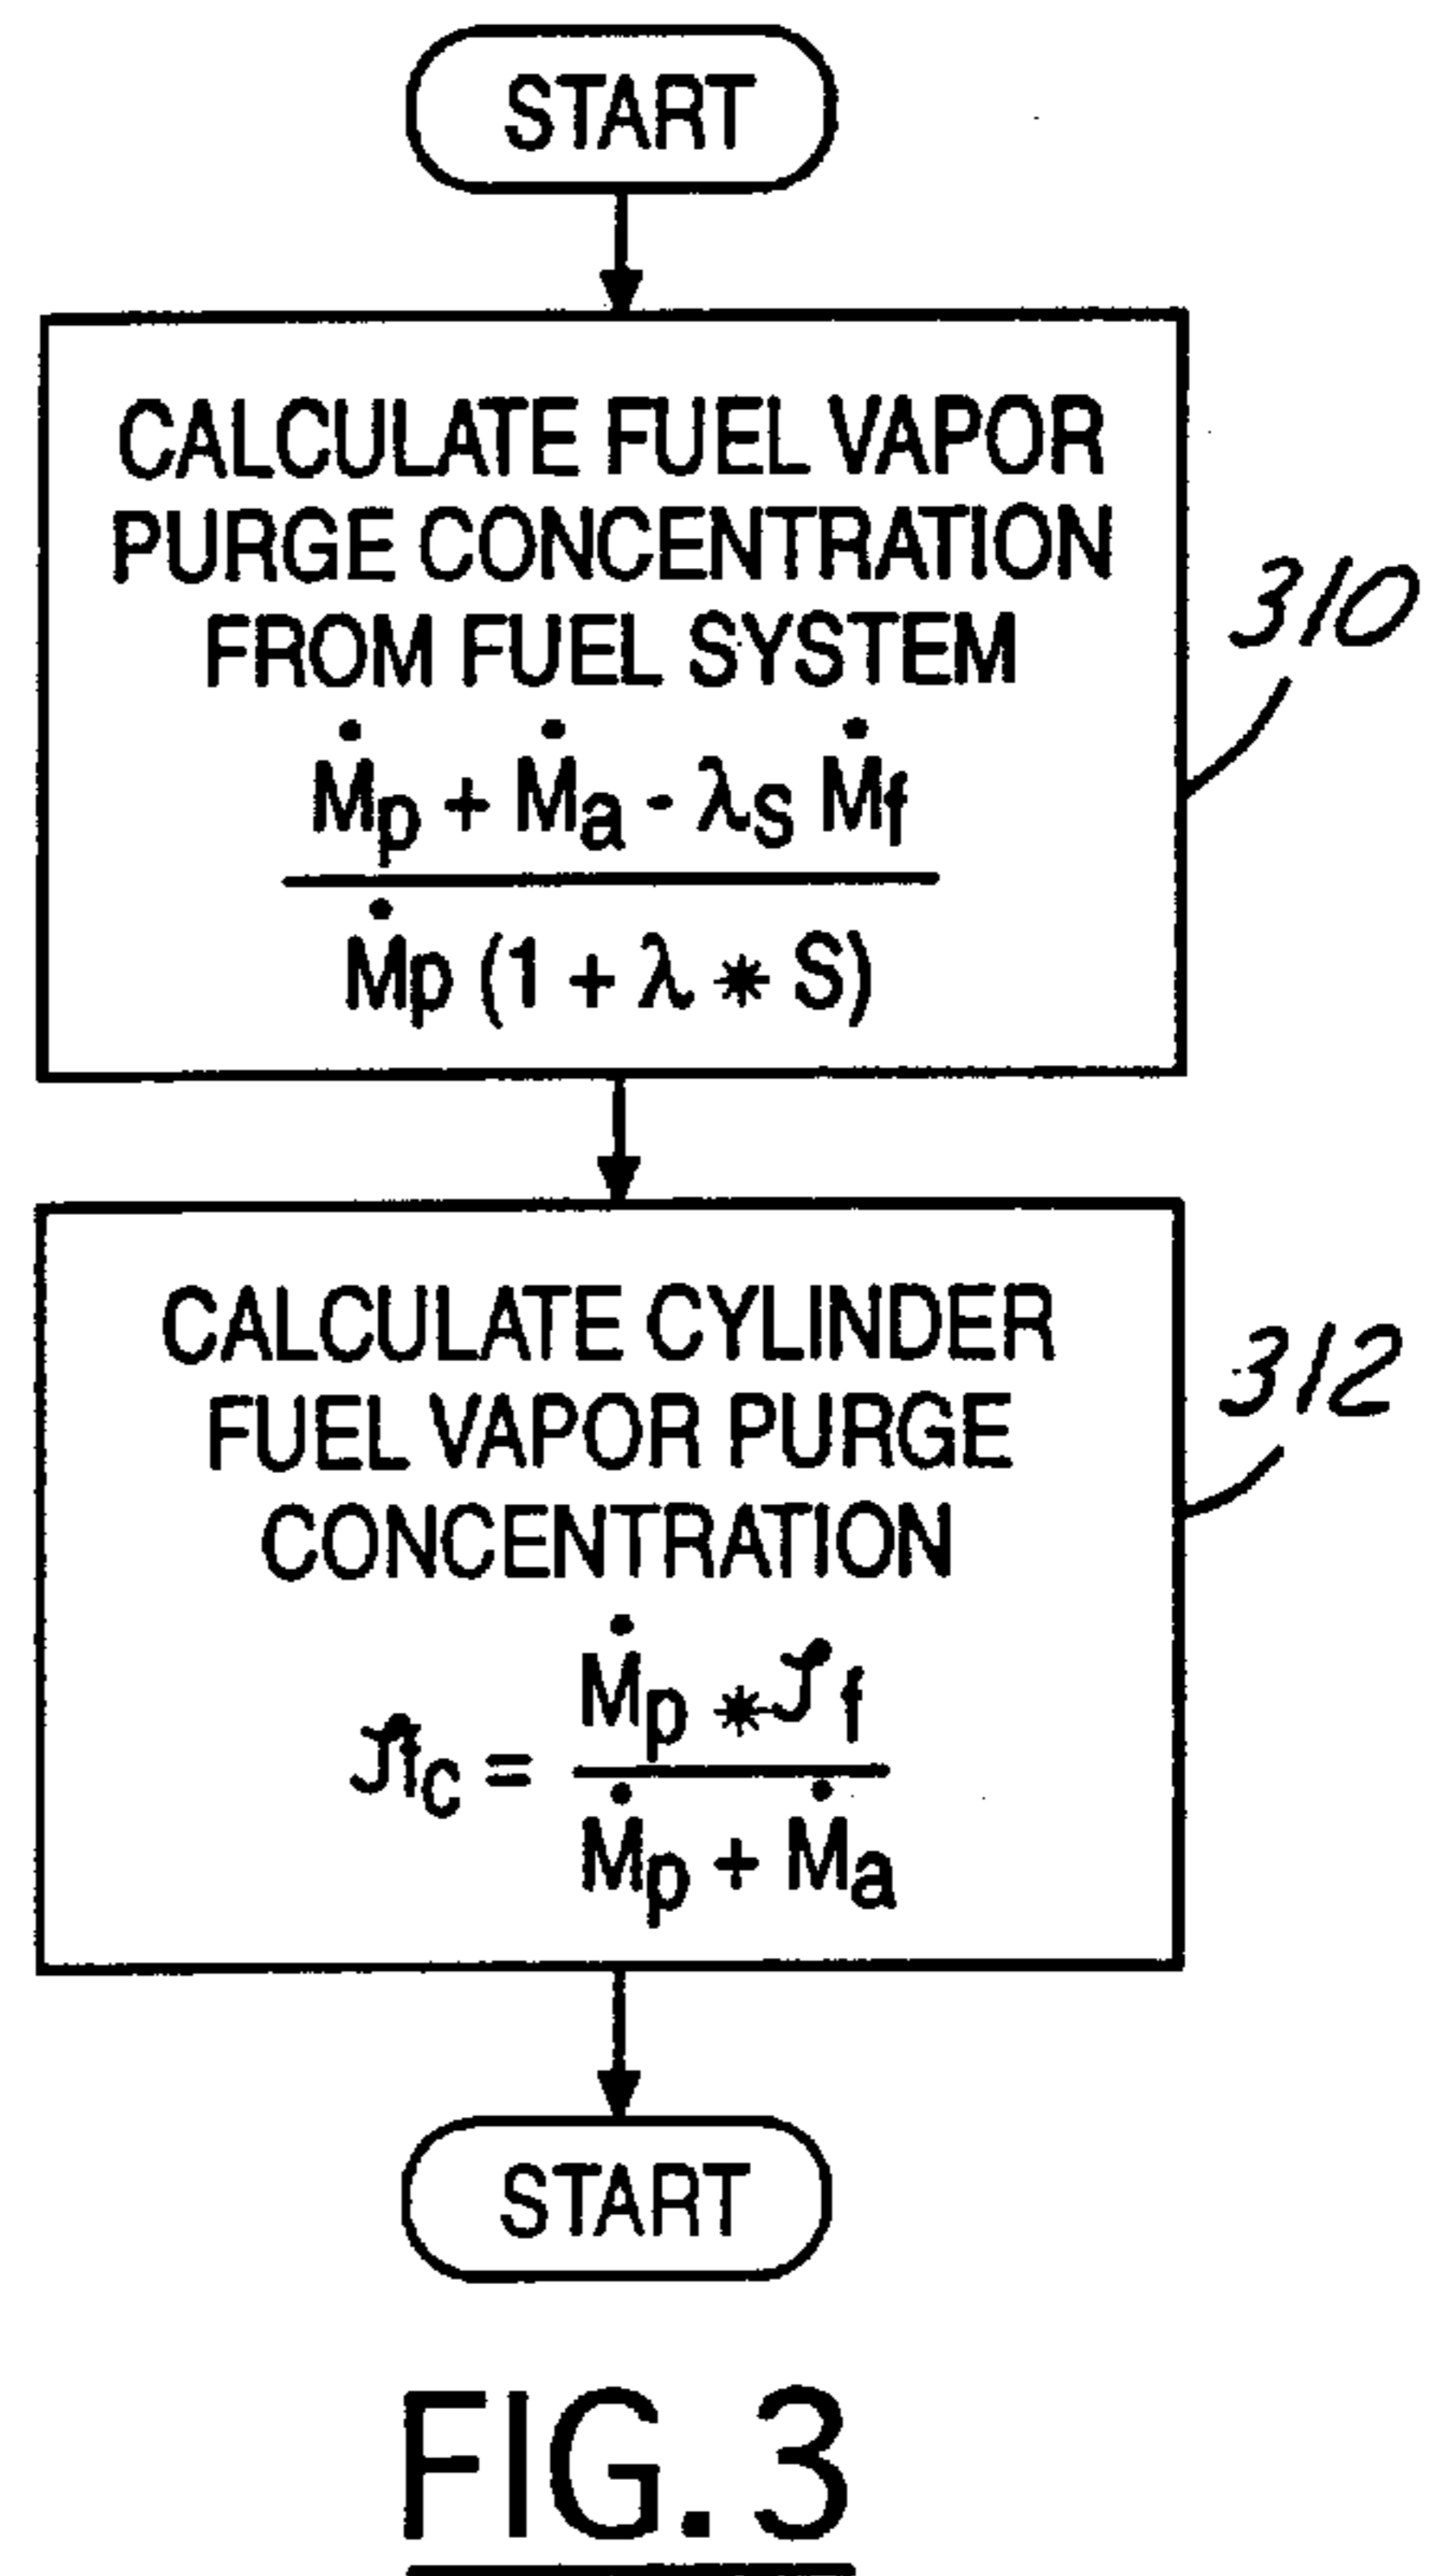 START
CALCULATE FUEL VAPOR
PURGE CONCENTRATION
FROM FUEL SYSTEM
Ṁp + Ṁa - λs Ṁf
Ṁp (1 + λ * S)
310
CALCULATE CYLINDER
FUEL VAPOR PURGE
CONCENTRATION
Ṁp *
c =
Ṁp + Ṁa
312
START
FIG. 3